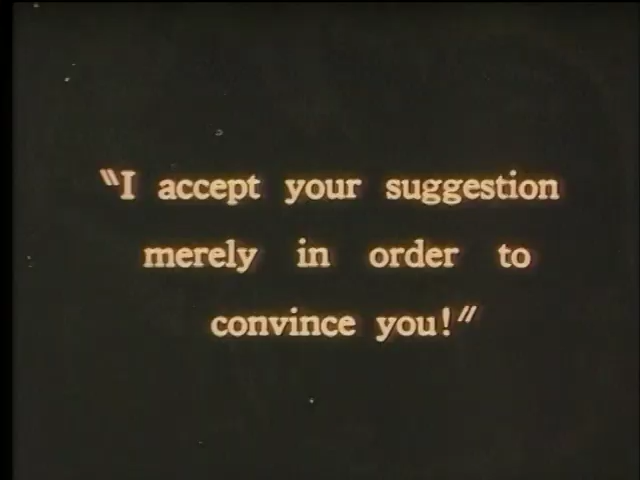 "I accept your suggestion
merely in order to
convince you!"